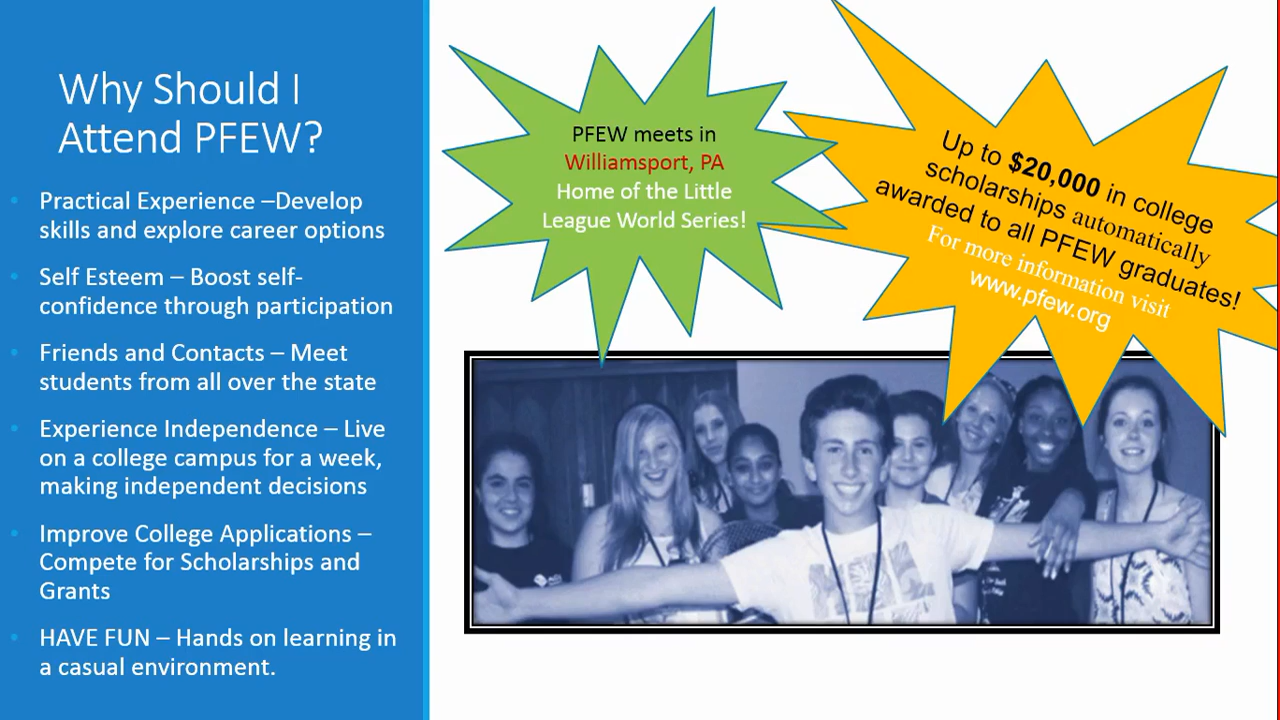 Why Should I
Attend PFEW?
Practical Experience –Develop
skills and explore career options
Self Esteem – Boost self-
confidence through participation
Friends and Contacts – Meet
students from all over the state
Experience Independence – Live
on a college campus for a week,
making independent decisions
Improve College Applications –
Compete for Scholarships and
Grants
HAVE FUN – Hands on learning in
a casual environment.
PFEW meets in
Williamsport, PA
Home of the Little
League World Series!
Up to $20,000 in college
scholarships automatically
awarded to all PFEW graduates!
For more information visit
www.pfew.org